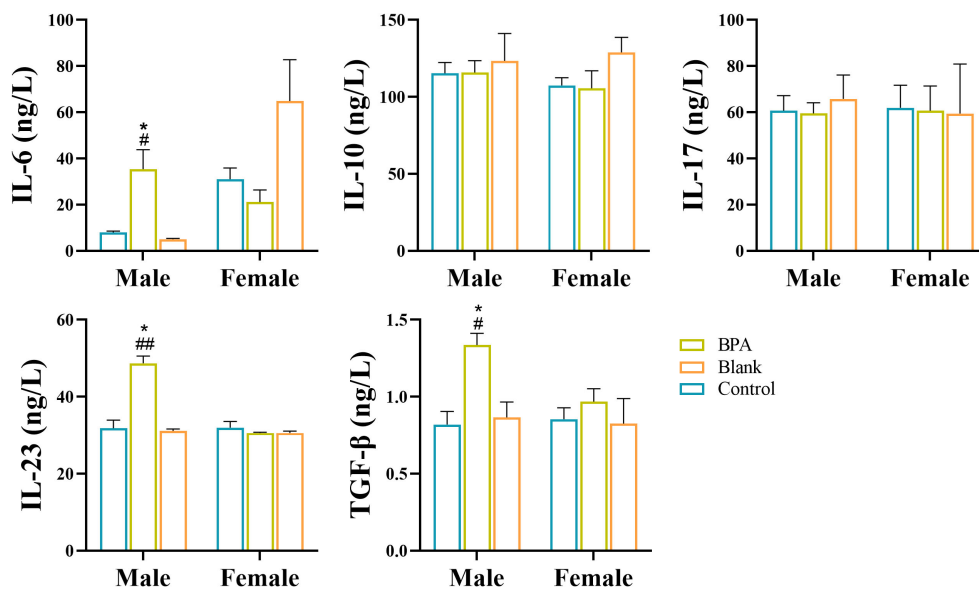 IL-6 (ng/L)
100
80
60
40
20
0
*
#
Male Female
IL-10 (ng/L)
150
100
50
0
Male Female
IL-17 (ng/L)
100
80
60
40
20
0
Male Female
IL-23 (ng/L)
60
40
20
0
*
##
Male Female
TGF-β (ng/L)
1.5
1.0
0.5
0.0
*
#
Male Female
BPA
Blank
Control